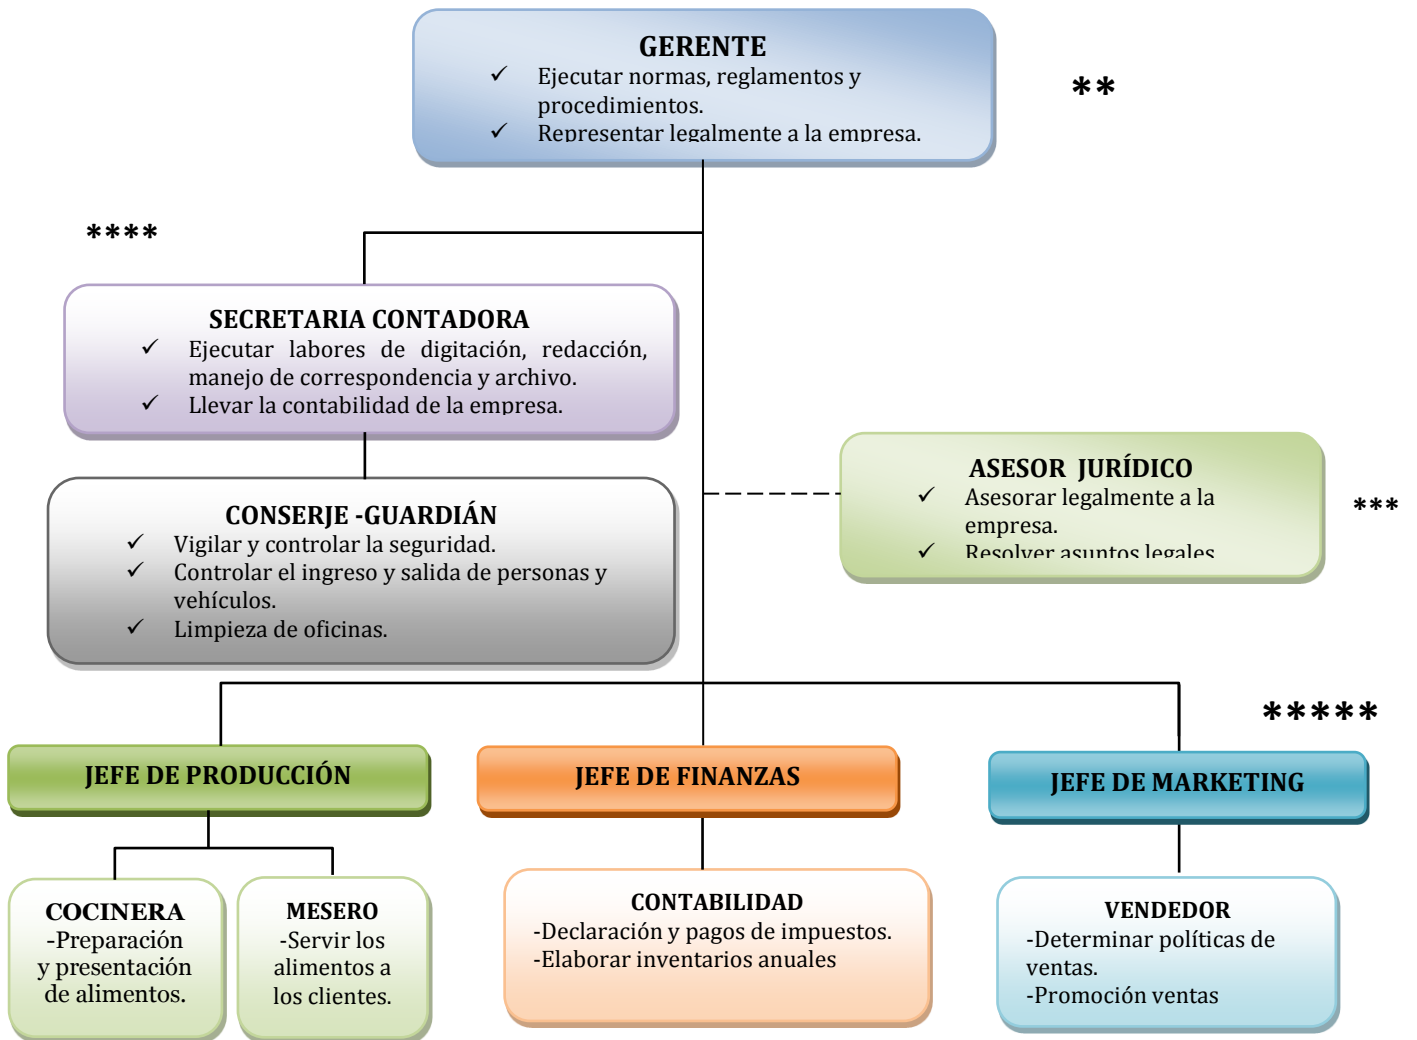 GERENTE
✓ Ejecutar normas, reglamentos y
procedimientos.
✓ Representar legalmente a la empresa.
**
****
SECRETARIA CONTADORA
✓ Ejecutar labores de digitación, redacción,
manejo de correspondencia y archivo.
✓ Llevar la contabilidad de la empresa.
ASESOR JURÍDICO
✓ Asesorar legalmente a la
empresa.
✓ Resolver asuntos legales
***
CONSERJE -GUARDIÁN
✓ Vigilar y controlar la seguridad.
✓ Controlar el ingreso y salida de personas y
vehículos.
✓ Limpieza de oficinas.
*****
JEFE DE PRODUCCIÓN
JEFE DE FINANZAS
JEFE DE MARKETING
COCINERA
-Preparación
y presentación
de alimentos.
MESERO
-Servir los
alimentos a
los clientes.
CONTABILIDAD
-Declaración y pagos de impuestos.
-Elaborar inventarios anuales
VENDEDOR
-Determinar políticas de
ventas.
-Promoción ventas